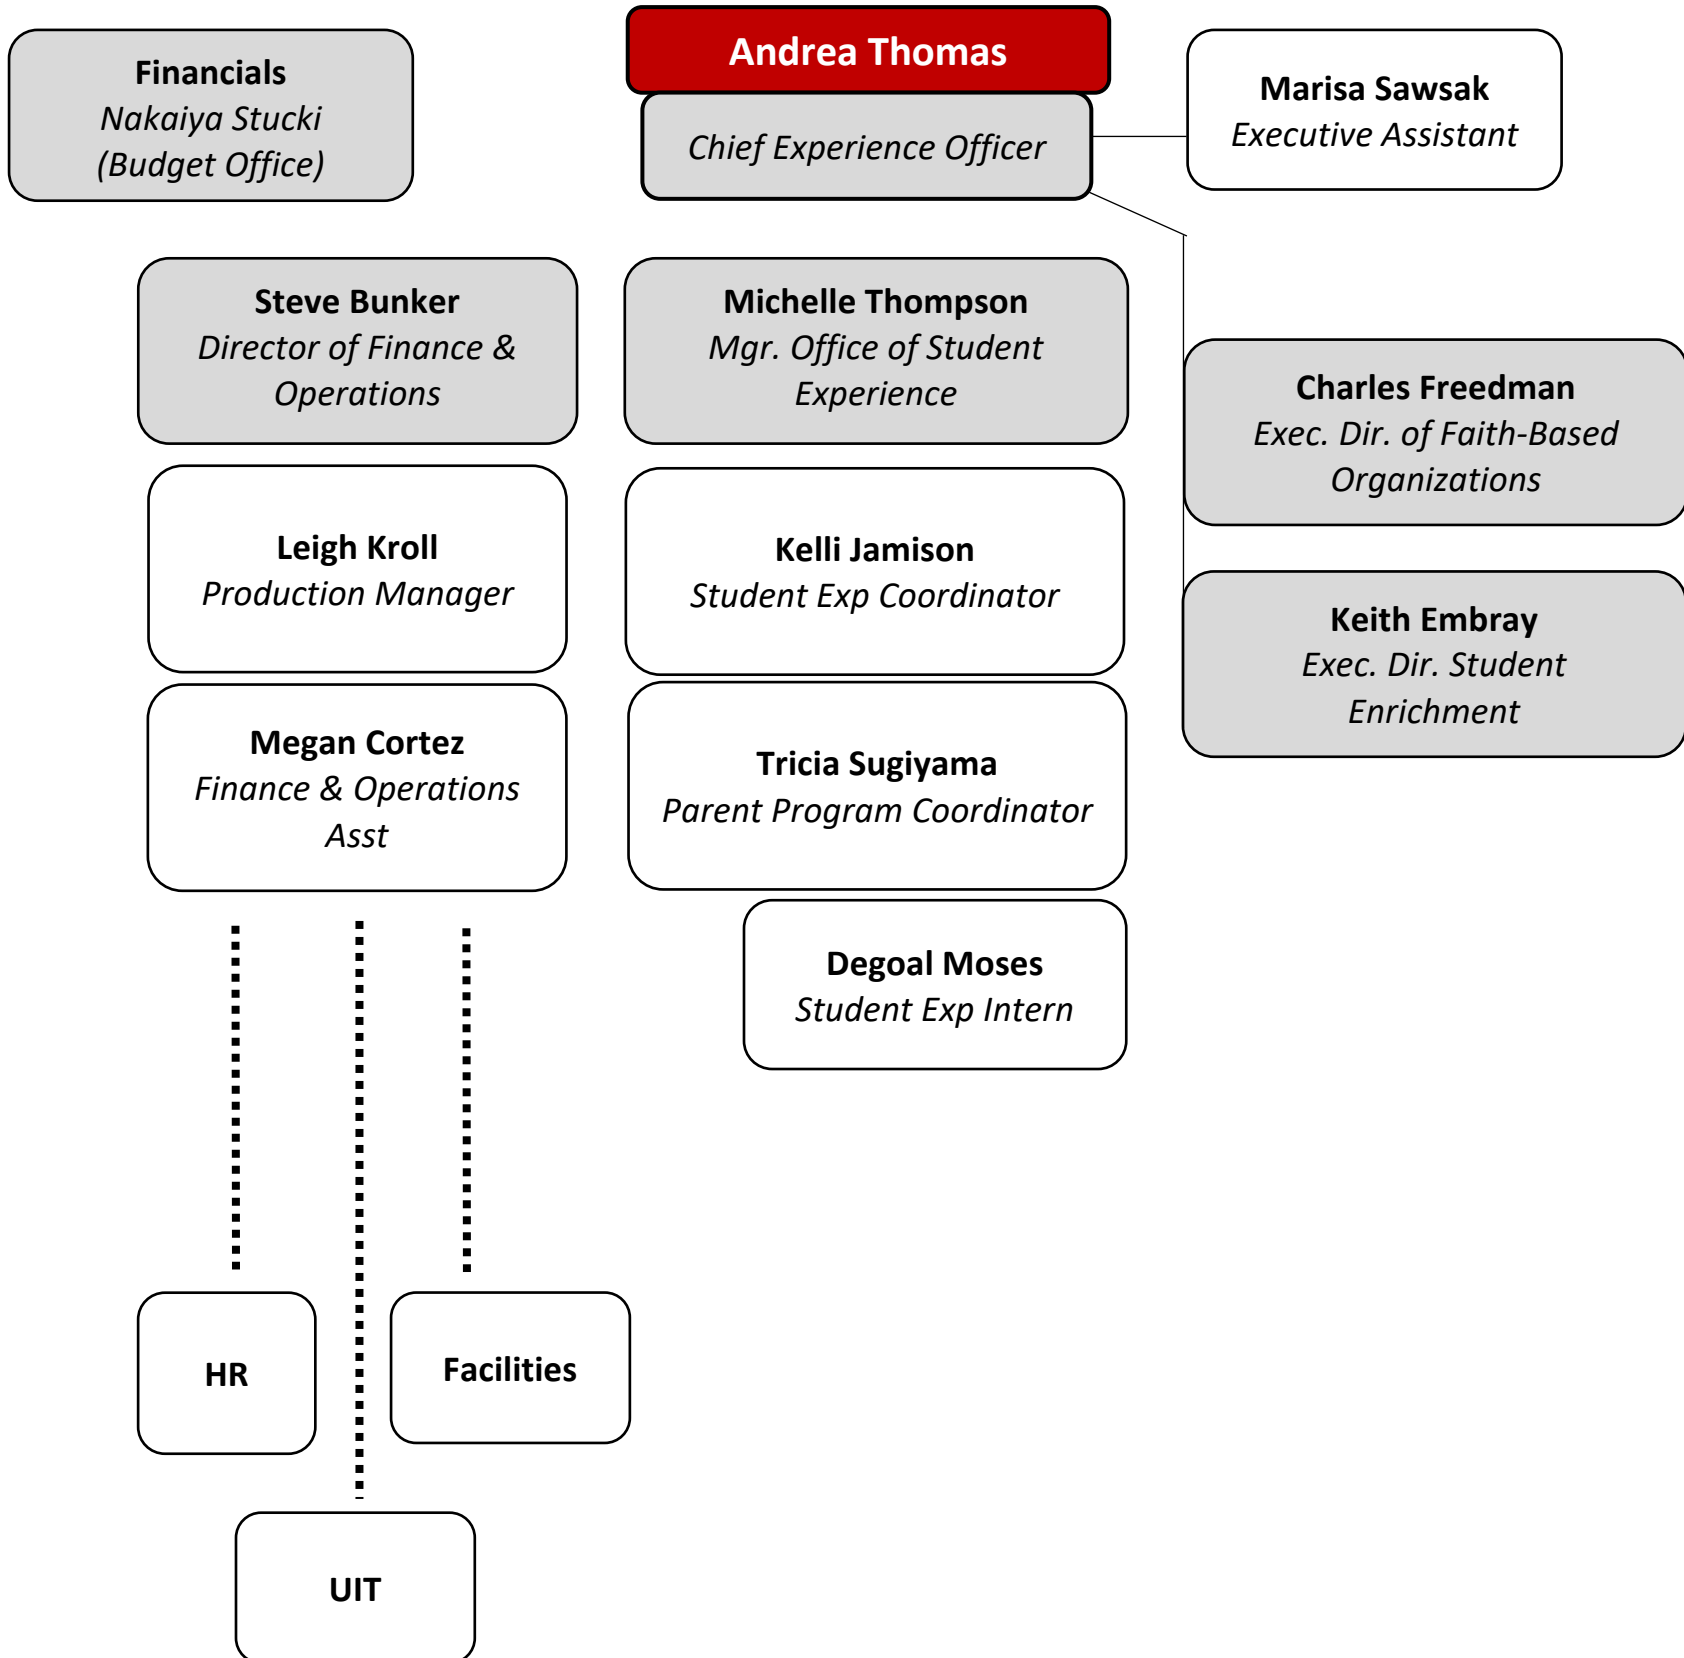 Financials
Nakaiya Stucki
(Budget Office)
Andrea Thomas
Chief Experience Officer
Marisa Sawsak
Executive Assistant
Steve Bunker
Director of Finance &
Operations
Leigh Kroll
Production Manager
Megan Cortez
Finance & Operations
Asst
Michelle Thompson
Mgr. Office of Student
Experience
Kelli Jamison
Student Exp Coordinator
Tricia Sugiyama
Parent Program Coordinator
Degoal Moses
Student Exp Intern
Charles Freedman
Exec. Dir. of Faith-Based
Organizations
Keith Embray
Exec. Dir. Student
Enrichment
HR
Facilities
UIT